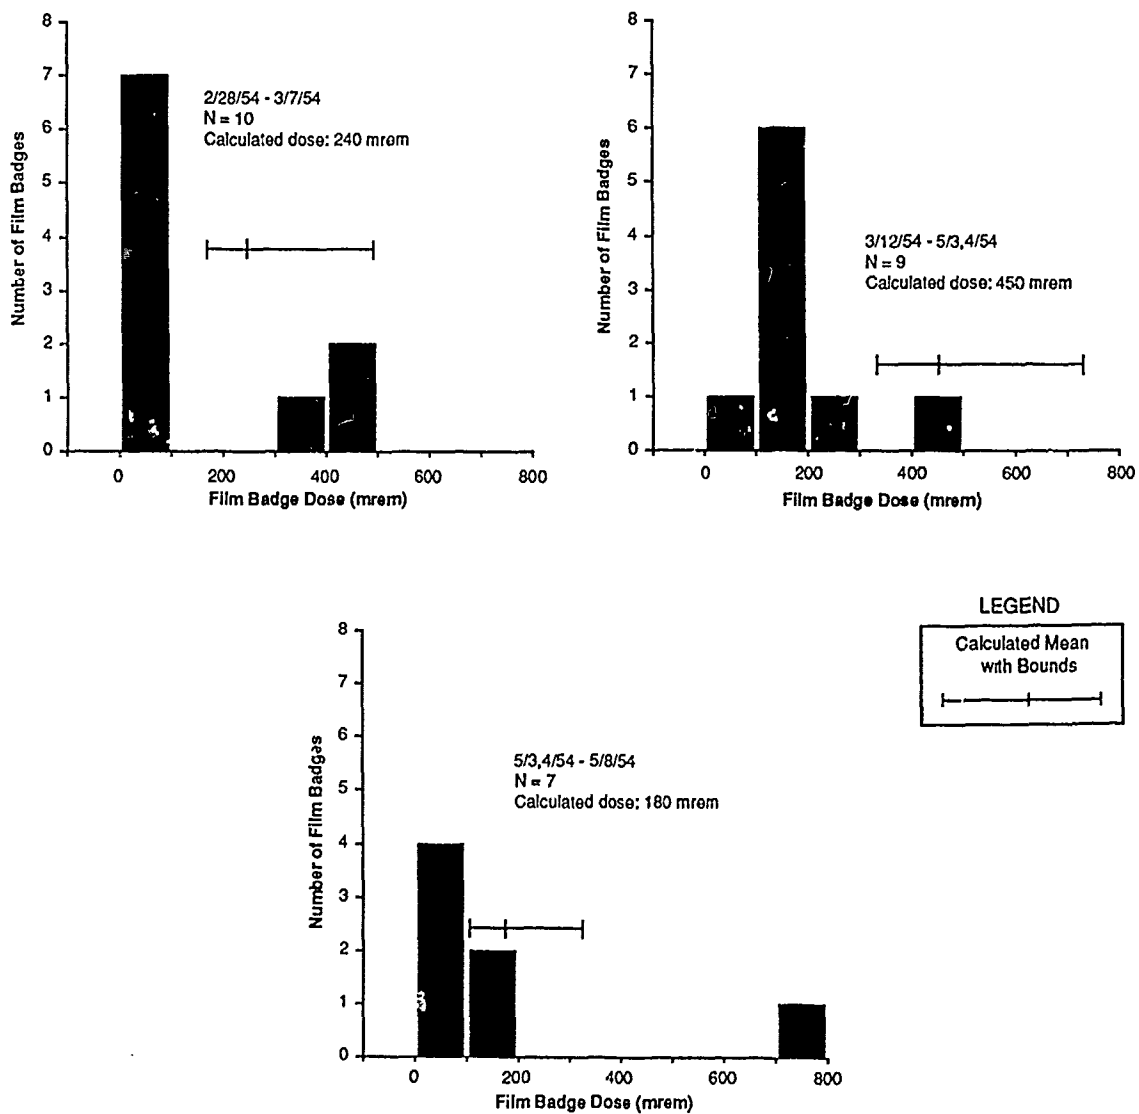 8
7
6
5
4
3
2
1
0
Number of Film Badges
2/28/54 - 3/7/54
N = 10
Calculated dose: 240 mrem
0 200 400 600 800
Film Badge Dose (mrem)
8
7
6
5
4
3
2
1
0
Number of Film Badges
3/12/54 - 5/3,4/54
N = 9
Calculated dose: 450 mrem
0 200 400 600 800
Film Badge Dose (mrem)
LEGEND
Calculated Mean
with Bounds
8
7
6
5
4
3
2
1
0
Number of Film Badges
5/3,4/54 - 5/8/54
N = 7
Calculated dose: 180 mrem
0 200 400 600 800
Film Badge Dose (mrem)